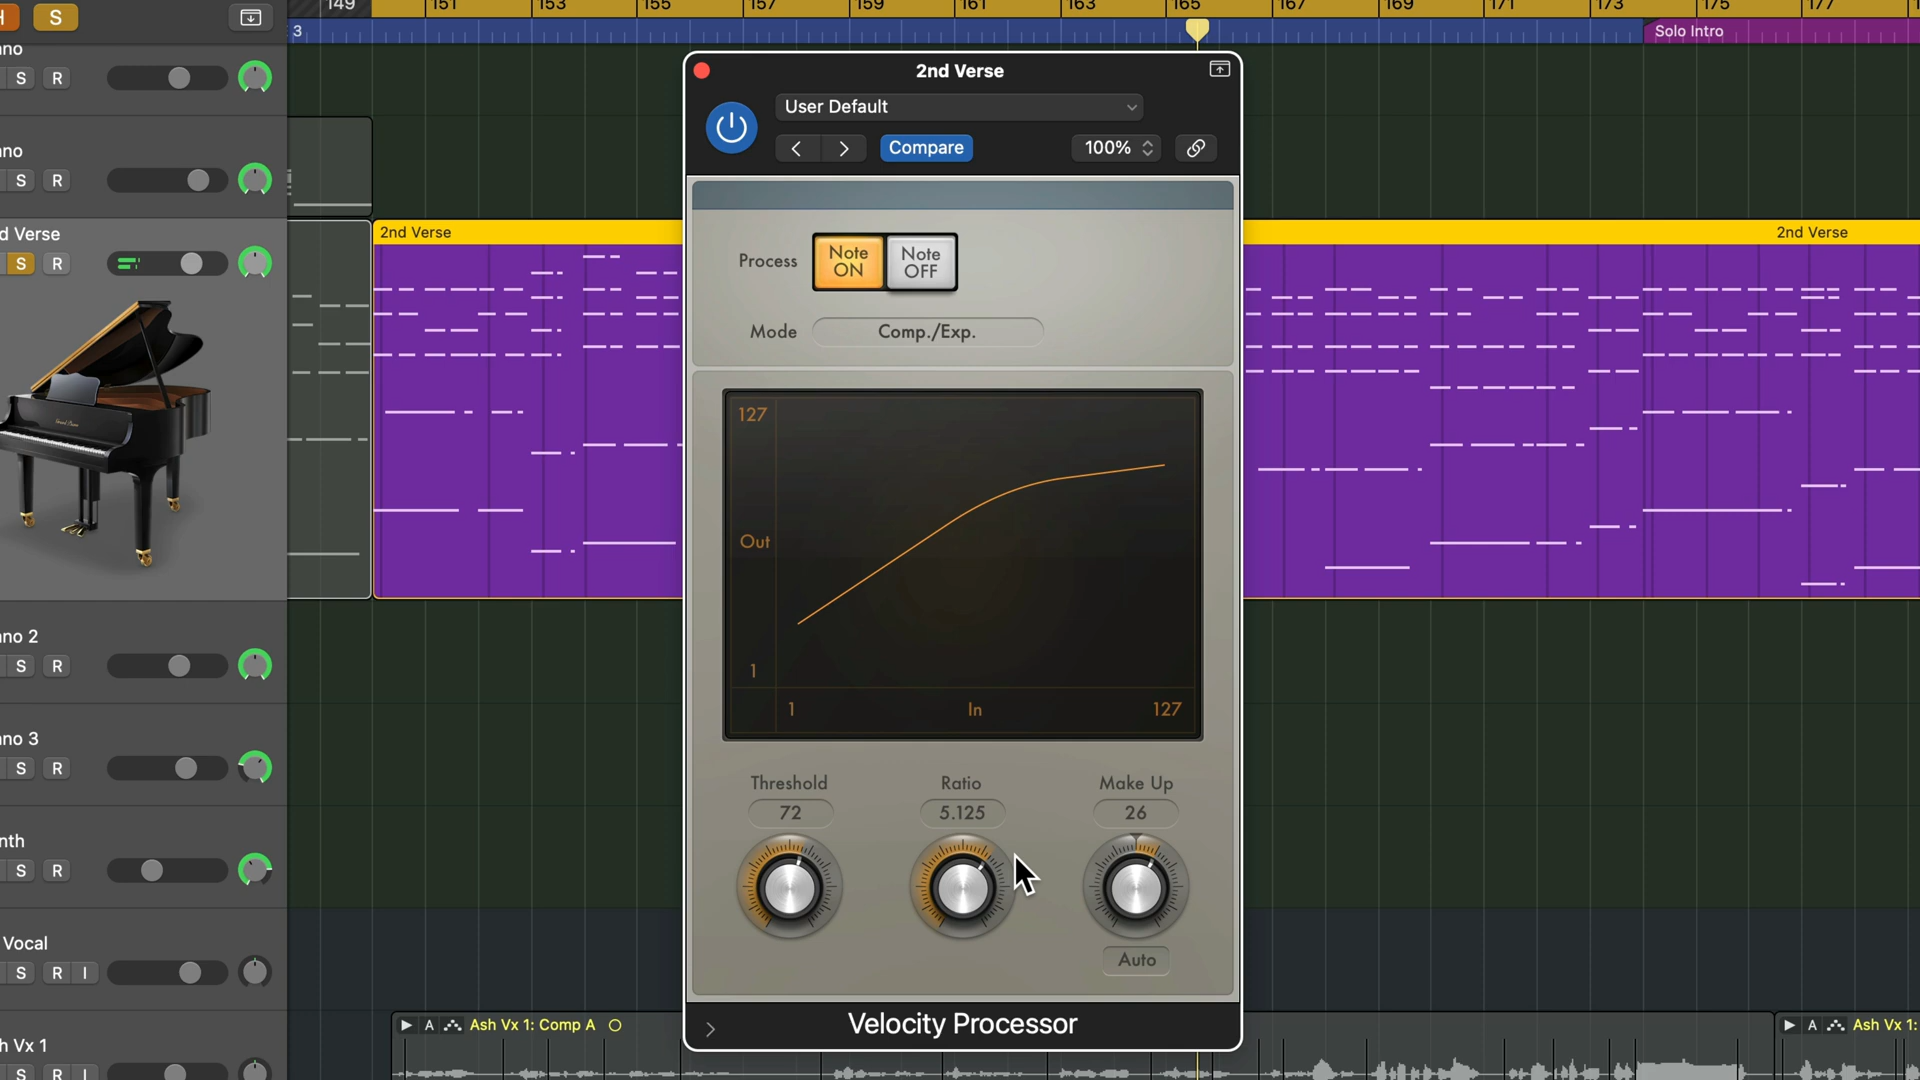 149 151 153 155 157 159 161 163 165 167 169 171 173 175 177
S
3
Solo Intro
no
S R
no
S R
d Verse
S R
2nd Verse
2nd Verse
2nd Verse
User Default
Compare
100%
Process
Note ON
Note OFF
Mode
Comp./Exp.
127
Out
1
1
In
127
Threshold
Ratio
Make Up
72
5.125
26
Auto
Velocity Processor
no 2
S R
no 3
S R
nth
S R
Vocal
S R I
h Vx 1
S R I
A Ash Vx 1: Comp A
A Ash Vx 1: